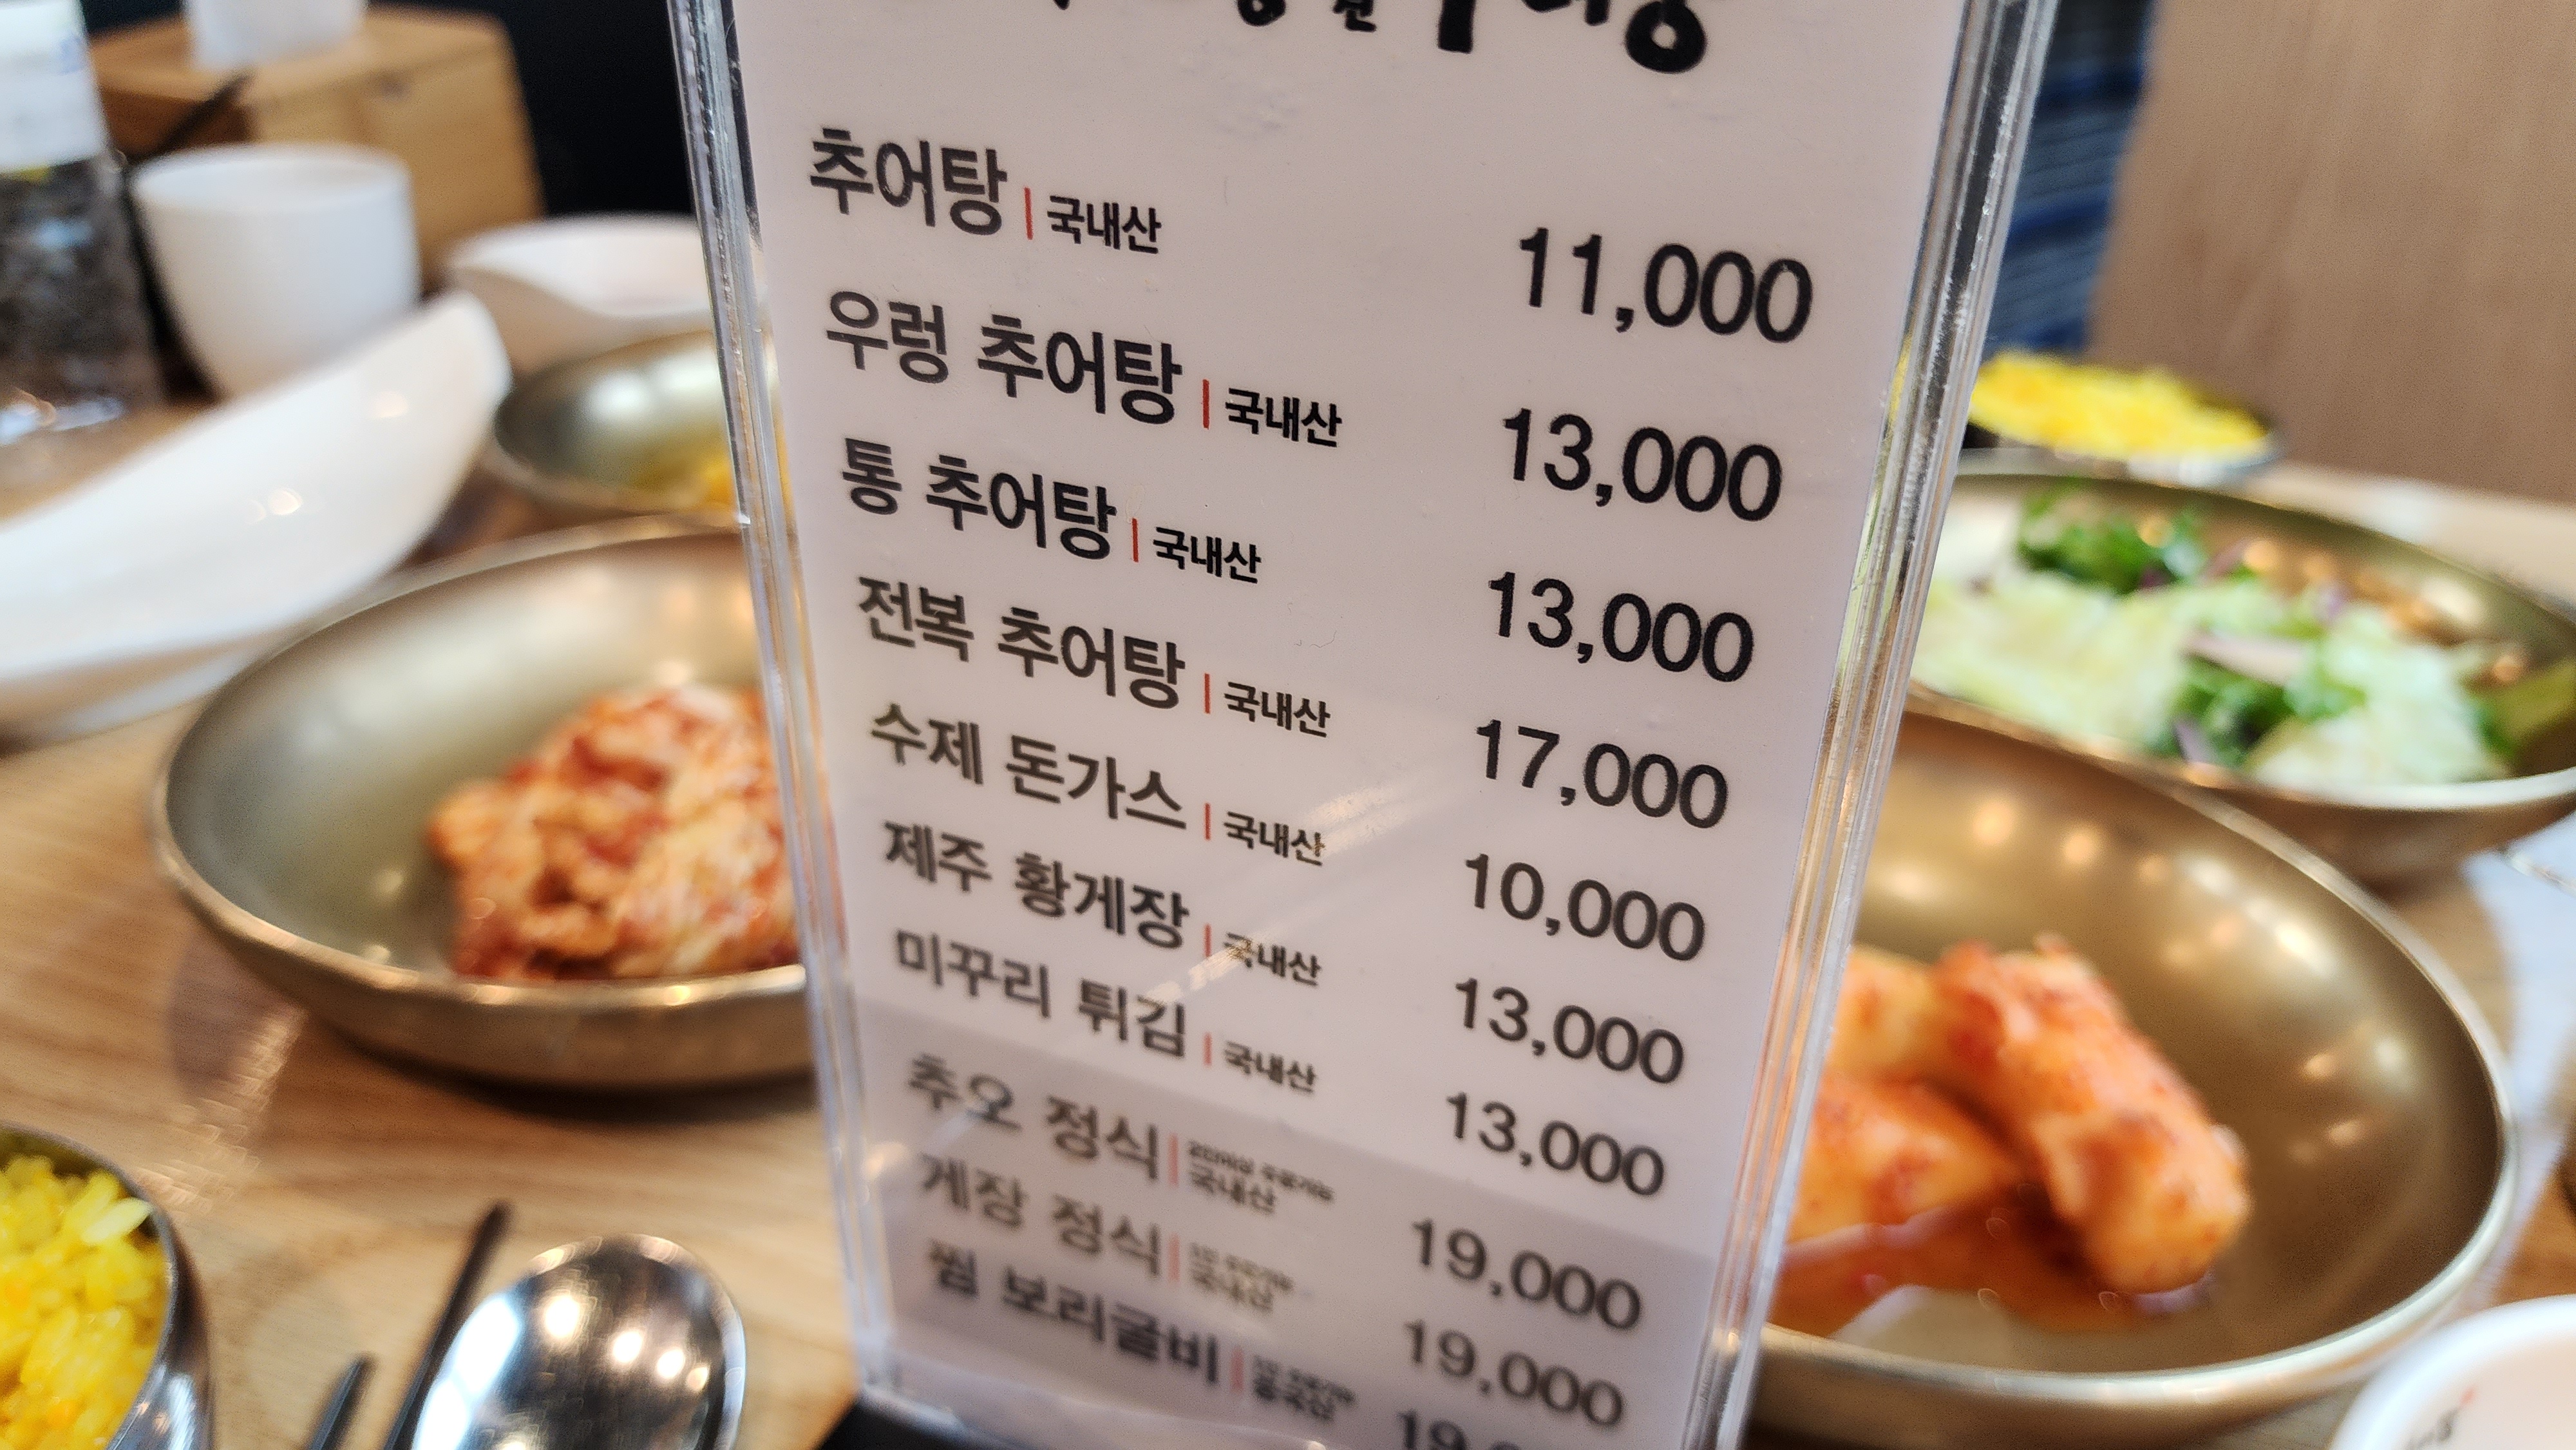 추어탕 | 국내산 11,000
우렁 추어탕 | 국내산 13,000
통 추어탕 | 국내산 13,000
전복 추어탕 | 국내산 17,000
수제 돈가스 | 국내산 10,000
제주 황게장 | 국내산 13,000
미꾸리 튀김 | 국내산 13,000
추오 정식 | 국내산 19,000
게장 정식 | 국내산 19,000
찜 보리굴비 | 중국산